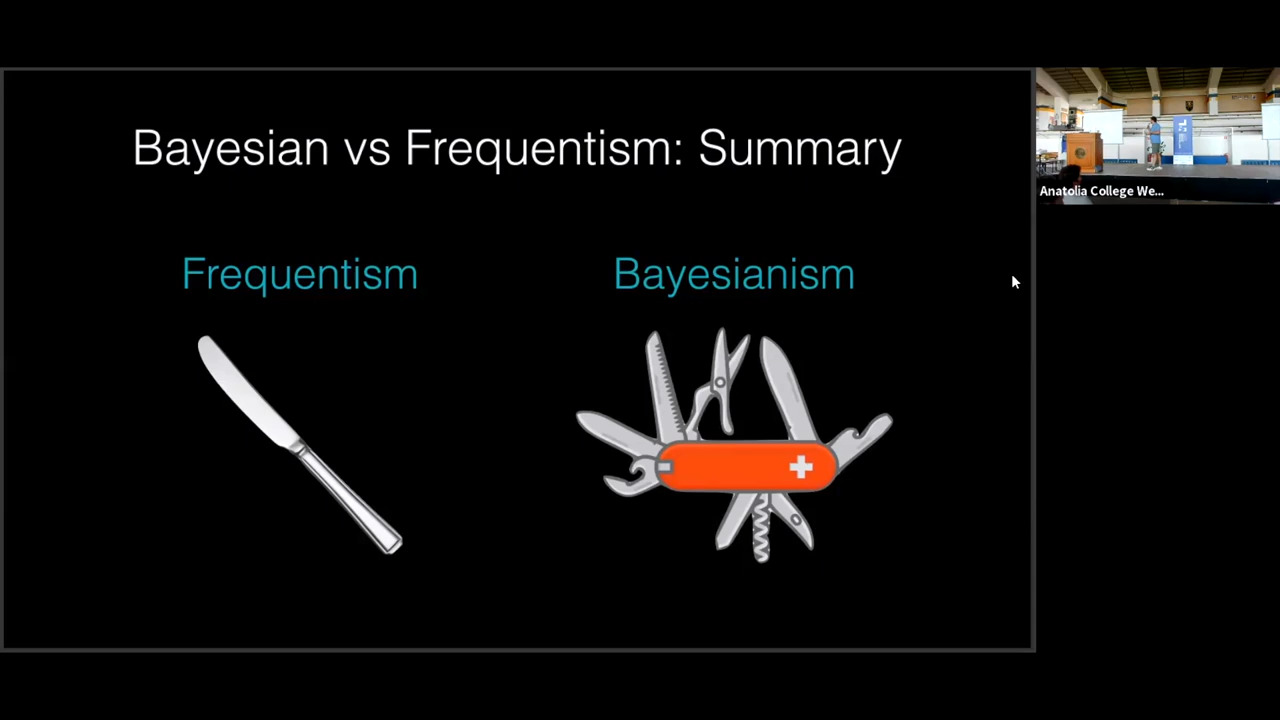 Bayesian vs Frequentism: Summary
Frequentism
Bayesianism
Anatolia College We...